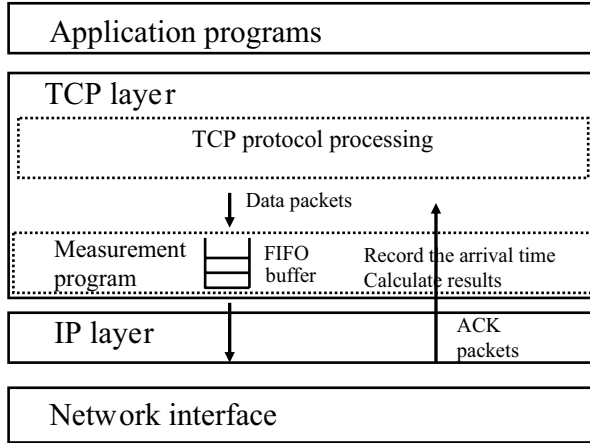 Application programs
TCP layer
TCP protocol processing
Data packets
Measurement
program
FIFO
buffer
Record the arrival time
Calculate results
IP layer
ACK
packets
Network interface